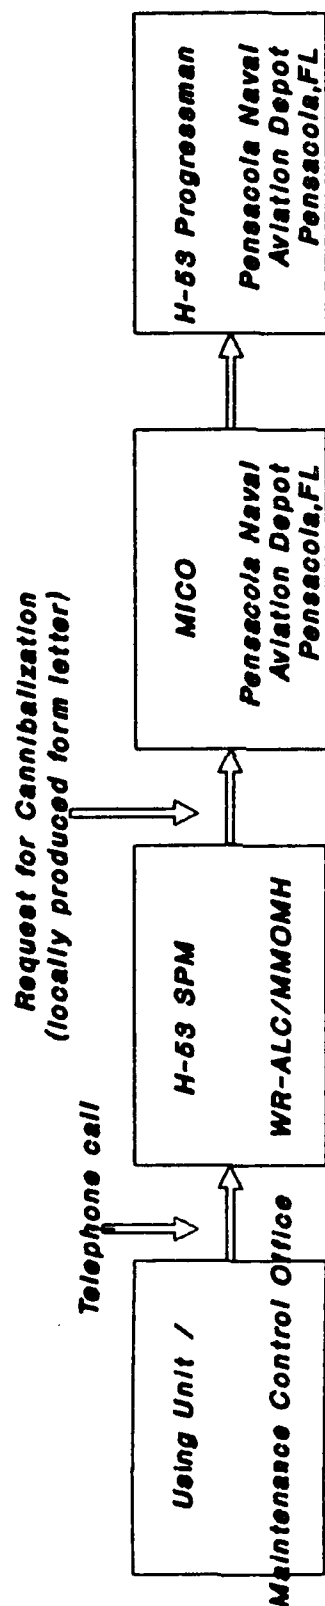 Telephone call
Request for Cannibalization
(locally produced form letter)
Using Unit /
Maintenance Control Office
H-53 SPM
WR-ALC/MMOMH
MICO
Pensacola Naval
Aviation Depot
Pensacola,FL
H-53 Progressman
Pensacola Naval
Aviation Depot
Pensacola,FL